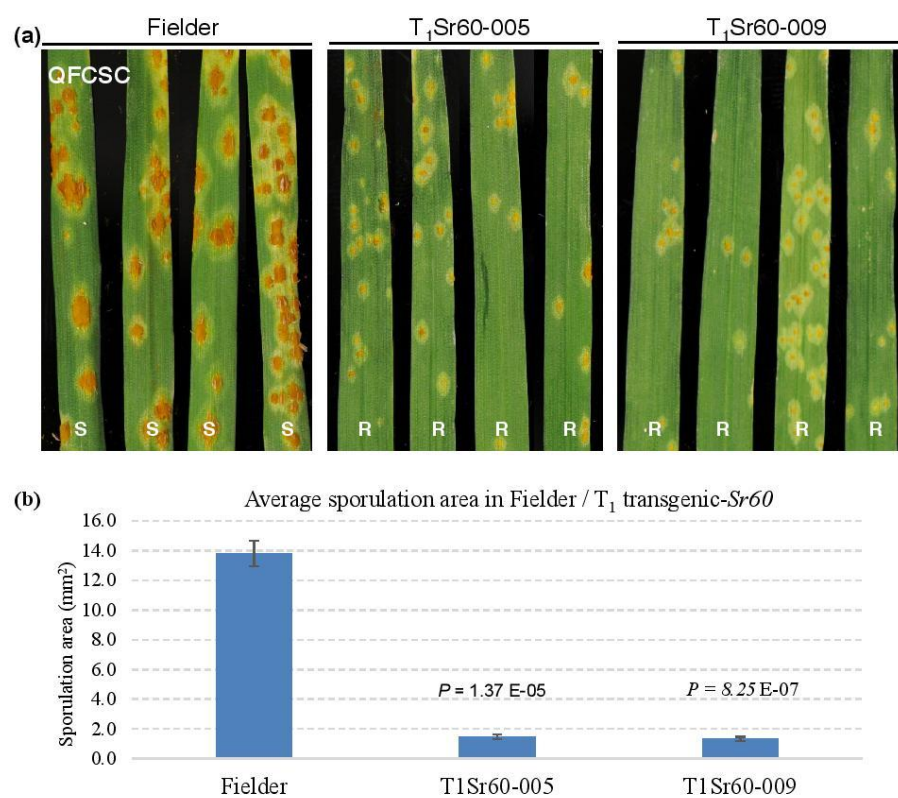 (a)
Fielder
T₁Sr60-005
T₁Sr60-009
QFCSC
S S S S
R R R R
R R R R
(b)
Average sporulation area in Fielder / T₁ transgenic-Sr60
Sporulation area (mm²)
16.0
14.0
12.0
10.0
8.0
6.0
4.0
2.0
0.0
P = 1.37 E-05
P = 8.25 E-07
Fielder
T1Sr60-005
T1Sr60-009